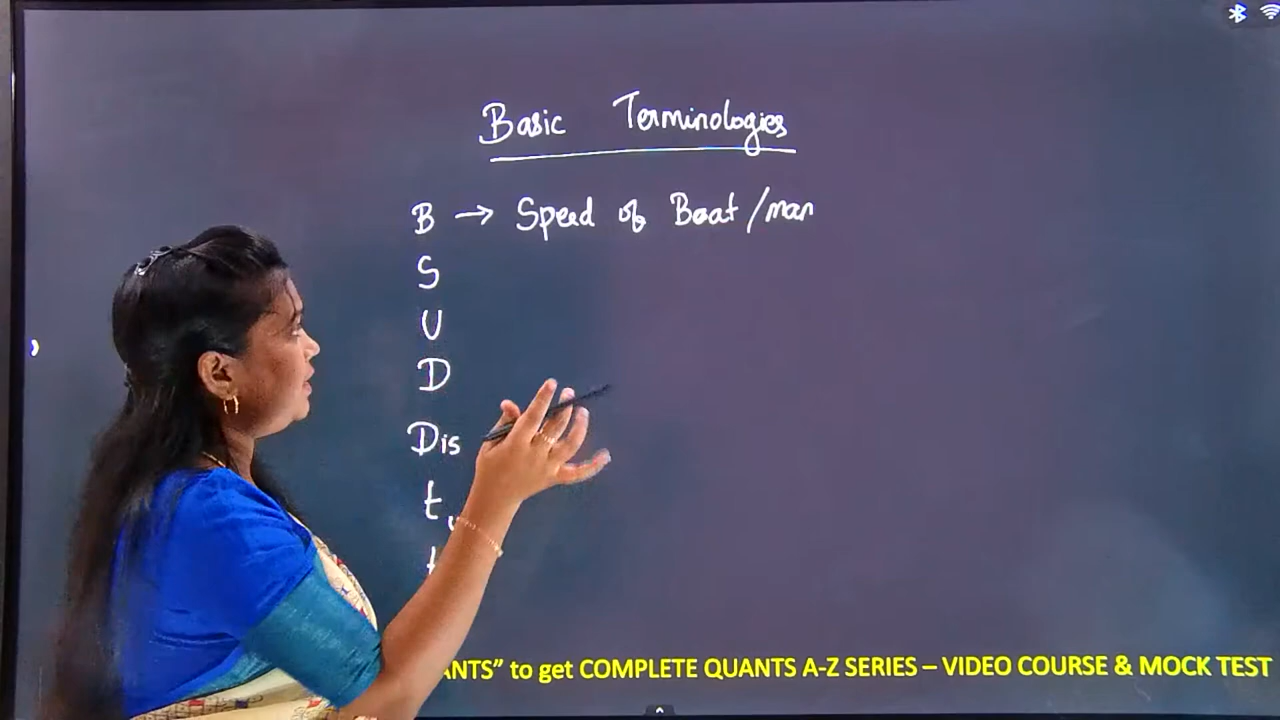 Basic Terminologies
B → Speed of Boat/man
S
U
D
Dis
t
ANTS” to get COMPLETE QUANTS A-Z SERIES – VIDEO COURSE & MOCK TEST